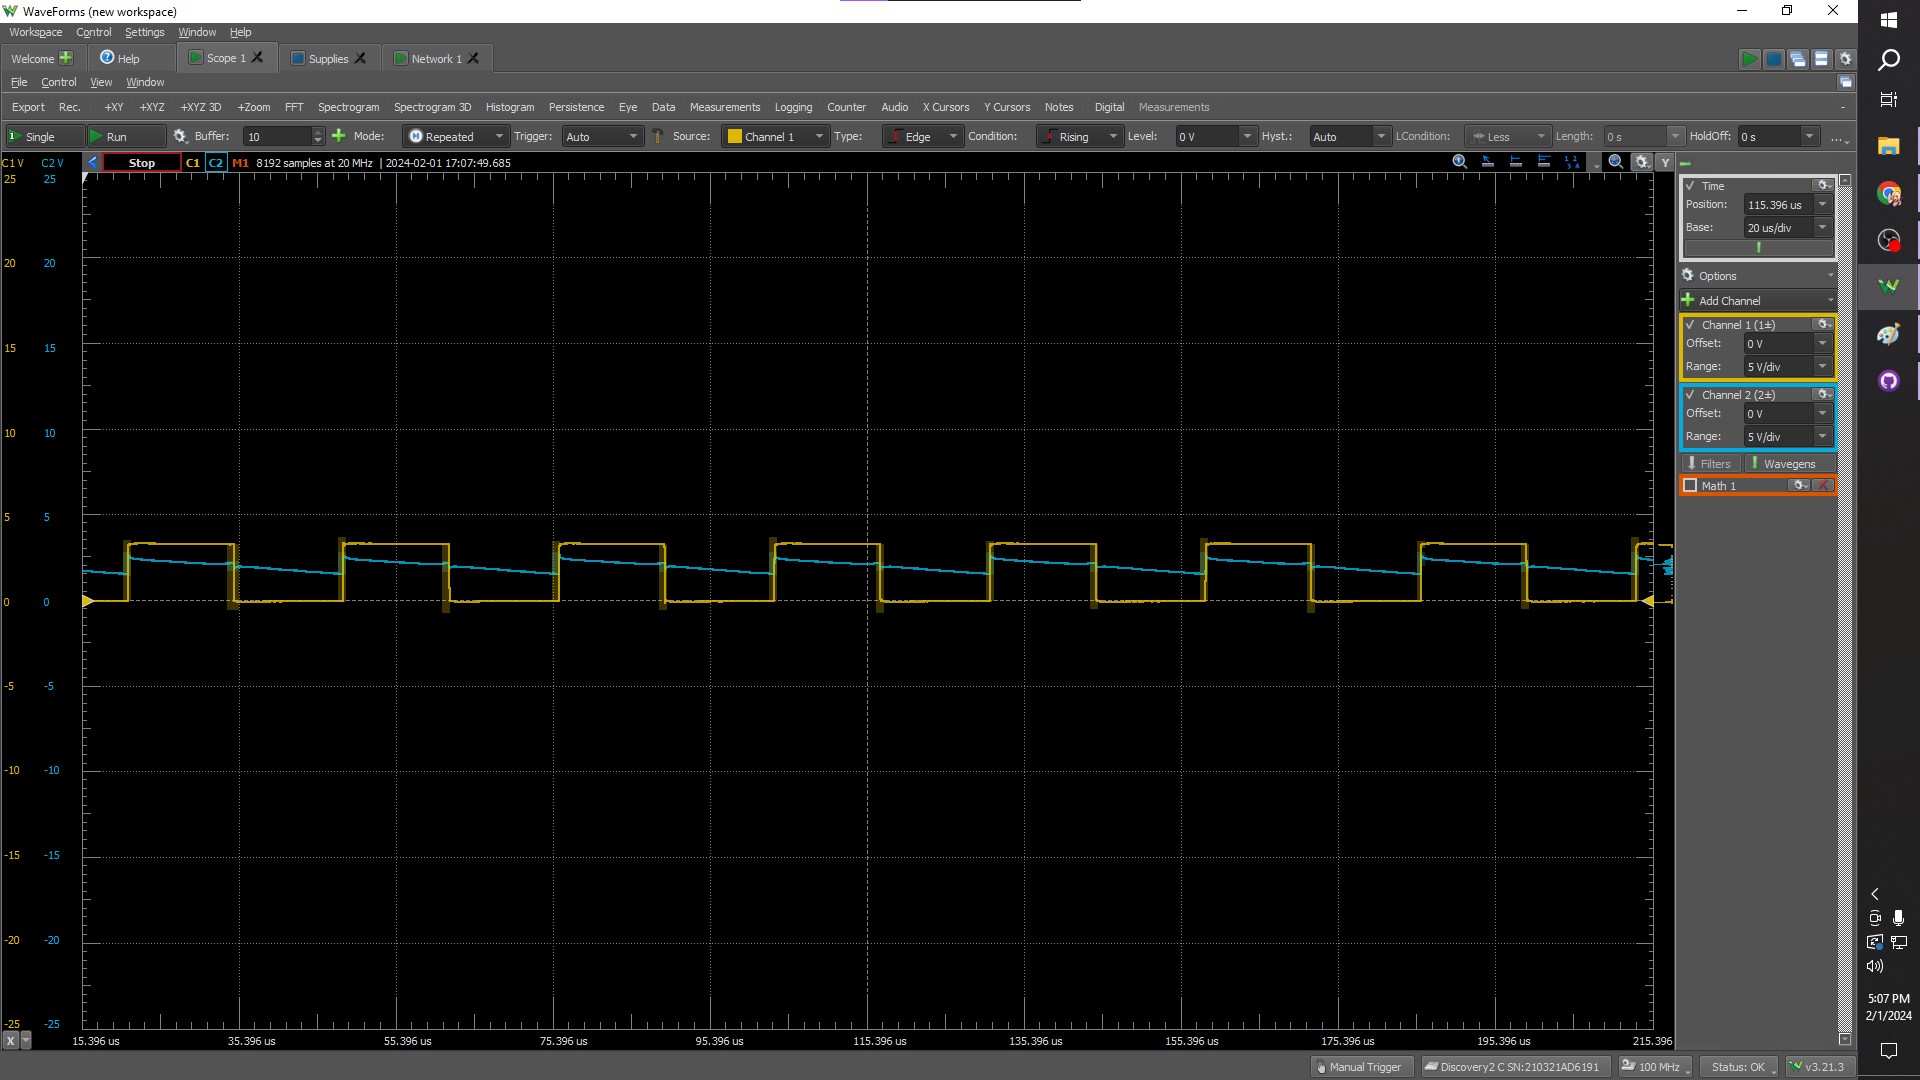 WaveForms (new workspace)
Workspace Control Settings Window Help
Welcome Help Scope 1 Supplies Network 1
File Control View Window
Export Rec. +XY +XYZ +XYZ 3D +Zoom FFT Spectrogram Spectrogram 3D Histogram Persistence Eye Data Measurements Logging Counter Audio X Cursors Y Cursors Notes Digital Measurements
Single Run Buffer: 10 Mode: Repeated Trigger: Auto Source: Channel 1 Type: Edge Condition: Rising Level: 0 V Hyst.: Auto LCondition: Less Length: 0 s HoldOff: 0 s ...
C1 V C2 V Stop C1 C2 M1 8192 samples at 20 MHz | 2024-02-01 17:07:49.685 Y
25 25
20 20
15 15
10 10
5 5
0 0
-5 -5
-10 -10
-15 -15
-20 -20
-25 -25
X 15.396 us 35.396 us 55.396 us 75.396 us 95.396 us 115.396 us 135.396 us 155.396 us 175.396 us 195.396 us 215.396
Time
Position: 115.396 us
Base: 20 us/div
Options
Add Channel
Channel 1 (1±)
Offset: 0 V
Range: 5 V/div
Channel 2 (2±)
Offset: 0 V
Range: 5 V/div
Filters Wavegens
Math 1
Manual Trigger Discovery2 C SN:210321AD6191 100 MHz Status: OK v3.21.3
5:07 PM
2/1/2024